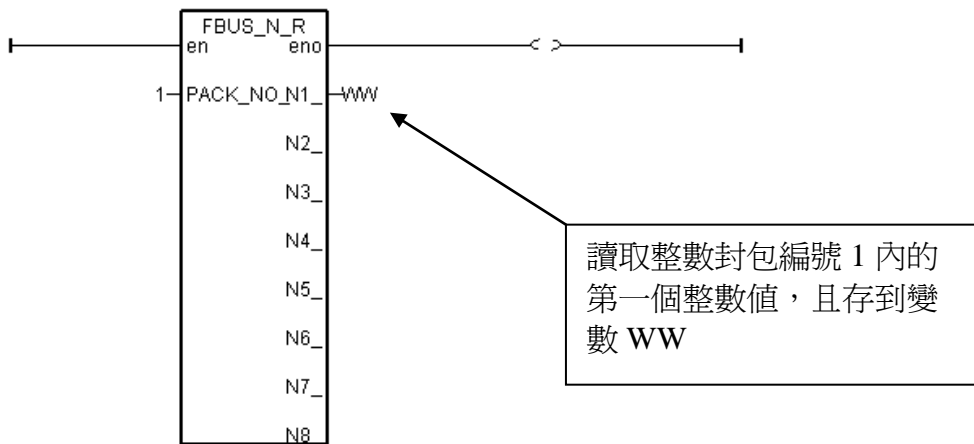 FBUS_N_R
en eno
1 PACK_NO N1_ WW
N2_
N3_
N4_
N5_
N6_
N7_
N8_
讀取整數封包編號 1 內的
第一個整數值，且存到變
數 WW